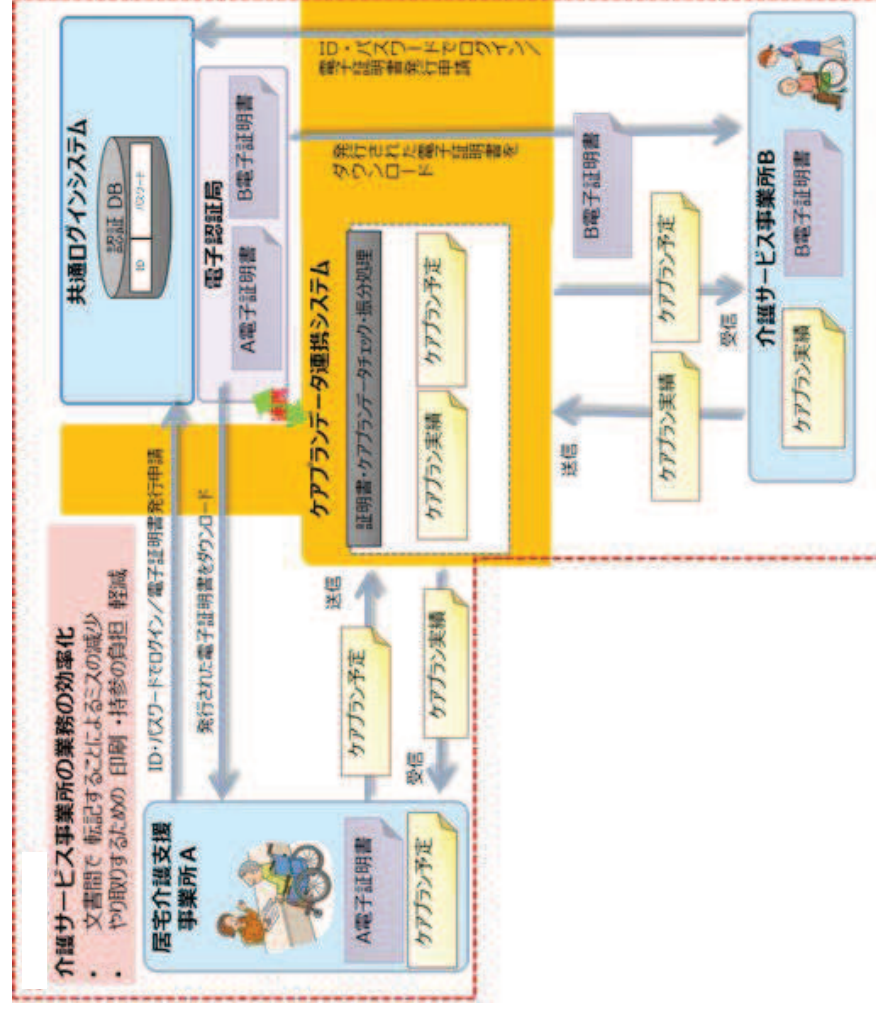 介護サービス事業所の業務の効率化
• 文書間で 転記することによるミスの減少
• やり取りするための 印刷・持参の負担 軽減
共通ログインシステム
認証 DB
ID
パスワード
電子認証局
A電子証明書
B電子証明書
ID・パスワードでログイン/電子証明書発行申請
発行された電子証明書をダウンロード
連携
居宅介護支援
事業所A
A電子証明書
ケアプラン予定
送信
ケアプラン予定
ケアプラン実績
受信
ケアプランデータ連携システム
証明書・ケアプランデータチェック・振分処理
ケアプラン実績
ケアプラン予定
ID・パスワードでログイン/
電子証明書発行申請
発行された電子証明書を
ダウンロード
B電子証明書
送信
ケアプラン実績
ケアプラン予定
受信
介護サービス事業所B
ケアプラン実績
B電子証明書